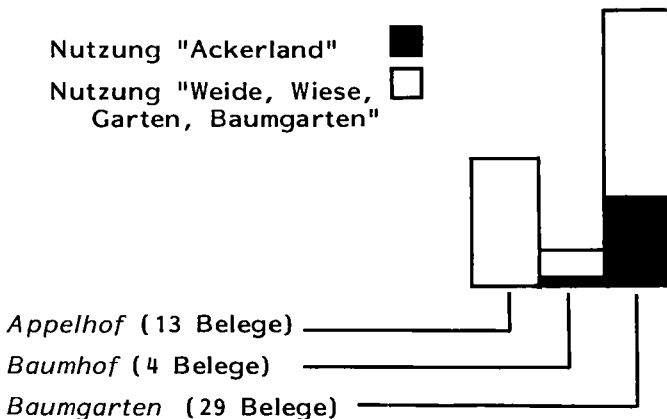 Nutzung "Ackerland"
Nutzung "Weide, Wiese,
Garten, Baumgarten"
Appelhof (13 Belege)
Baumhof (4 Belege)
Baumgarten (29 Belege)